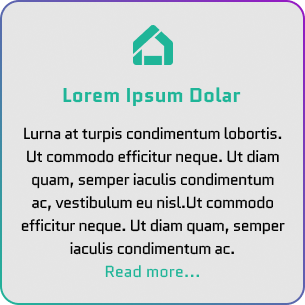 Lorem Ipsum Dolar
Lurna at turpis condimentum lobortis.
Ut commodo efficitur neque. Ut diam
quam, semper iaculis condimentum
ac, vestibulum eu nisl.Ut commodo
efficitur neque. Ut diam quam, semper
iaculis condimentum ac.
Read more...